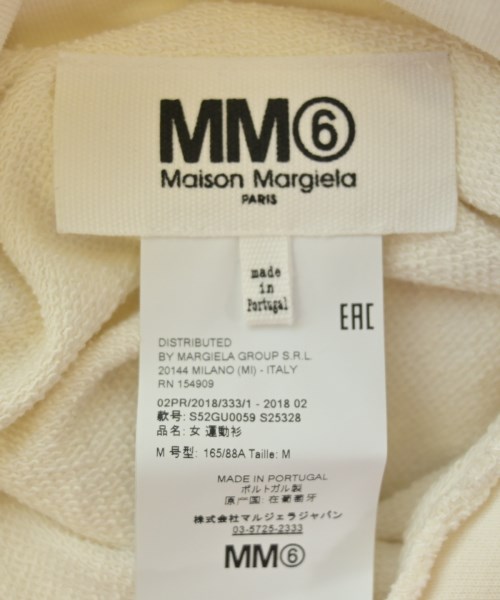 MM⑥
Maison Margiela
PARIS
made
in
Portugal
EAC
DISTRIBUTED
BY MARGIELA GROUP S.R.L.
20144 MILANO (MI) - ITALY
RN 154909
02PR/2018/333/1 - 2018 02
款号: S52GU0059 S25328
品名: 女 運動衫
M 号型: 165/88A Taille: M
MADE IN PORTUGAL
ポルトガル製
原产国: 在葡萄牙
株式会社マルジェラジャパン
03-5725-2333
MM⑥